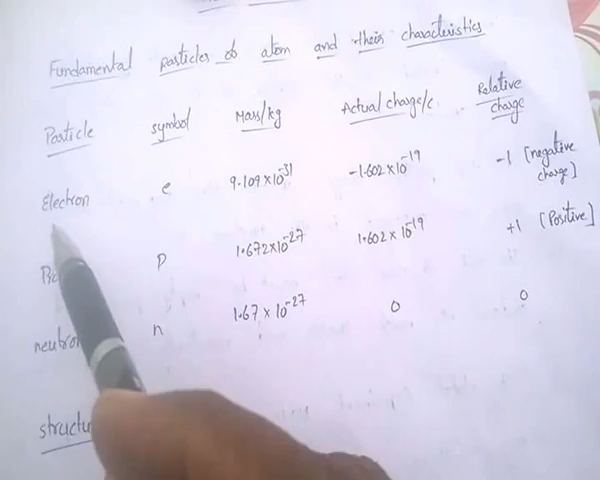 Fundamental particles of atom and their characteristics
Particle symbol Mass/kg Actual charge/c Relative charge
Electron e 9.109×10⁻³¹ -1.602×10⁻¹⁹ -1 [negative charge]
P 1.672×10⁻²⁷ 1.602×10⁻¹⁹ +1 [Positive]
neutron n 1.67×10⁻²⁷ 0 0